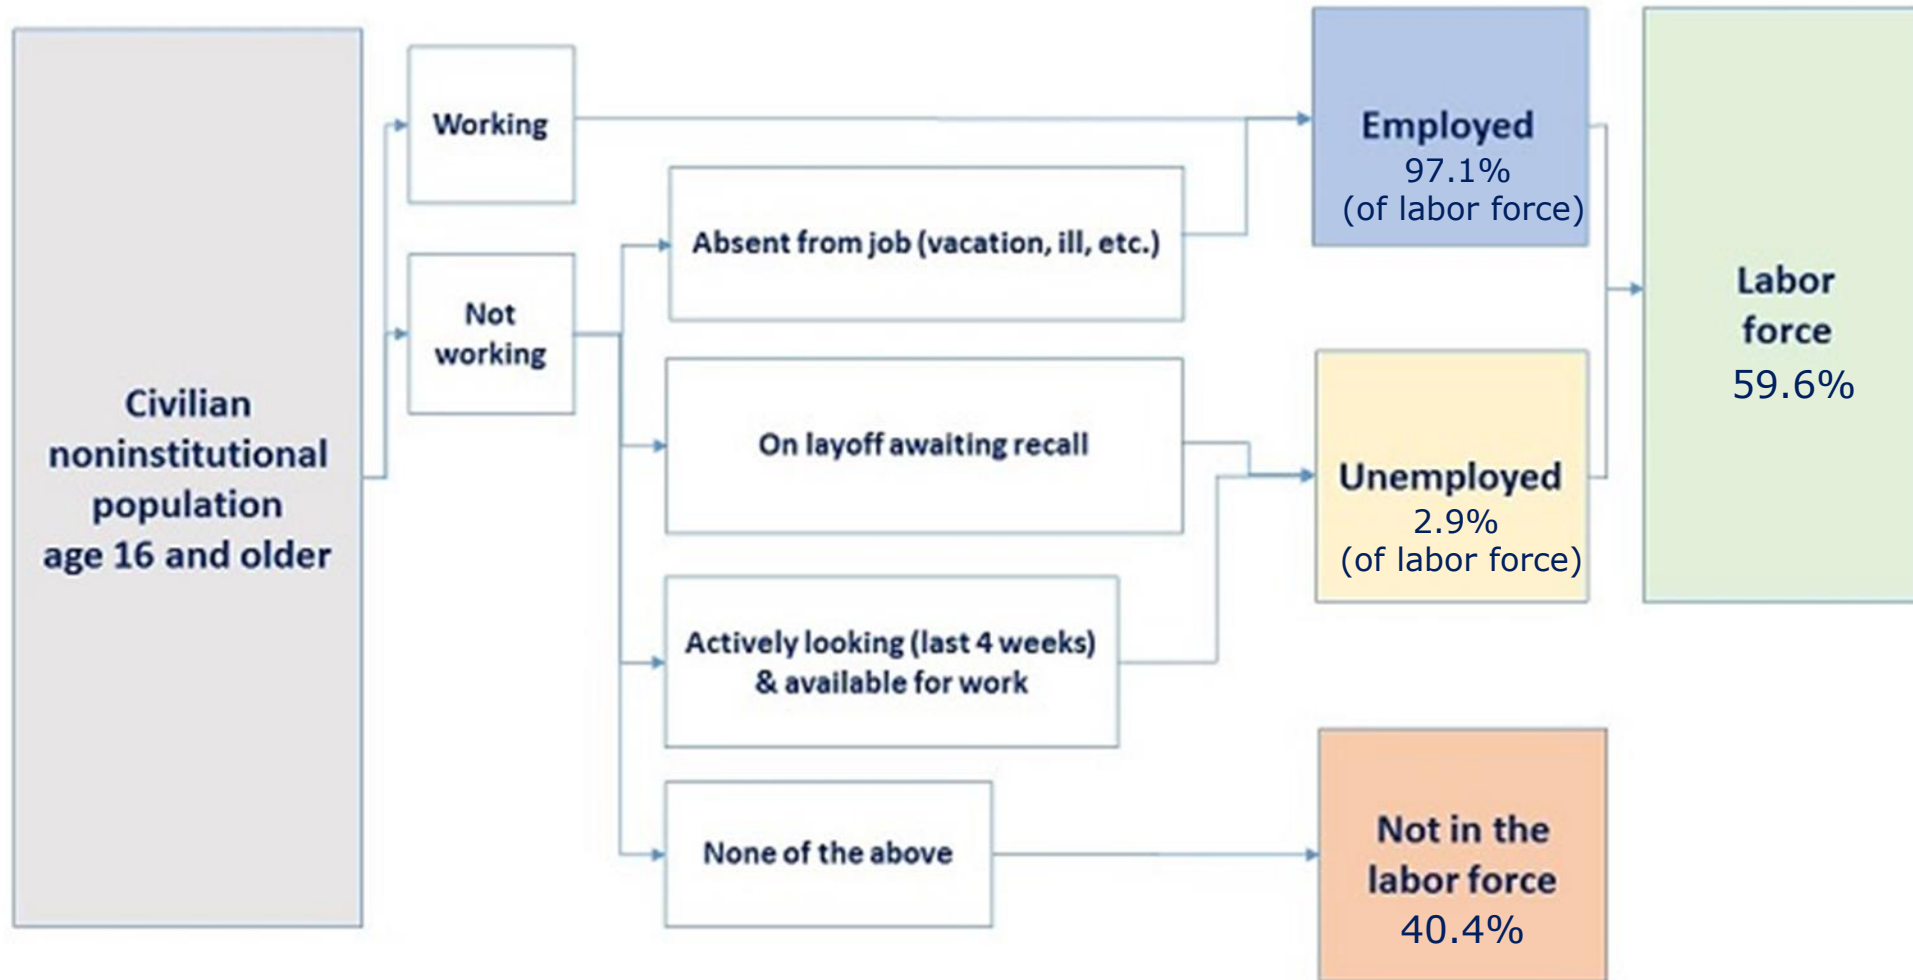 Civilian
noninstitutional
population
age 16 and older
Working
Not
working
Absent from job (vacation, ill, etc.)
On layoff awaiting recall
Actively looking (last 4 weeks)
& available for work
None of the above
Employed
97.1%
(of labor force)
Unemployed
2.9%
(of labor force)
Not in the
labor force
40.4%
Labor
force
59.6%